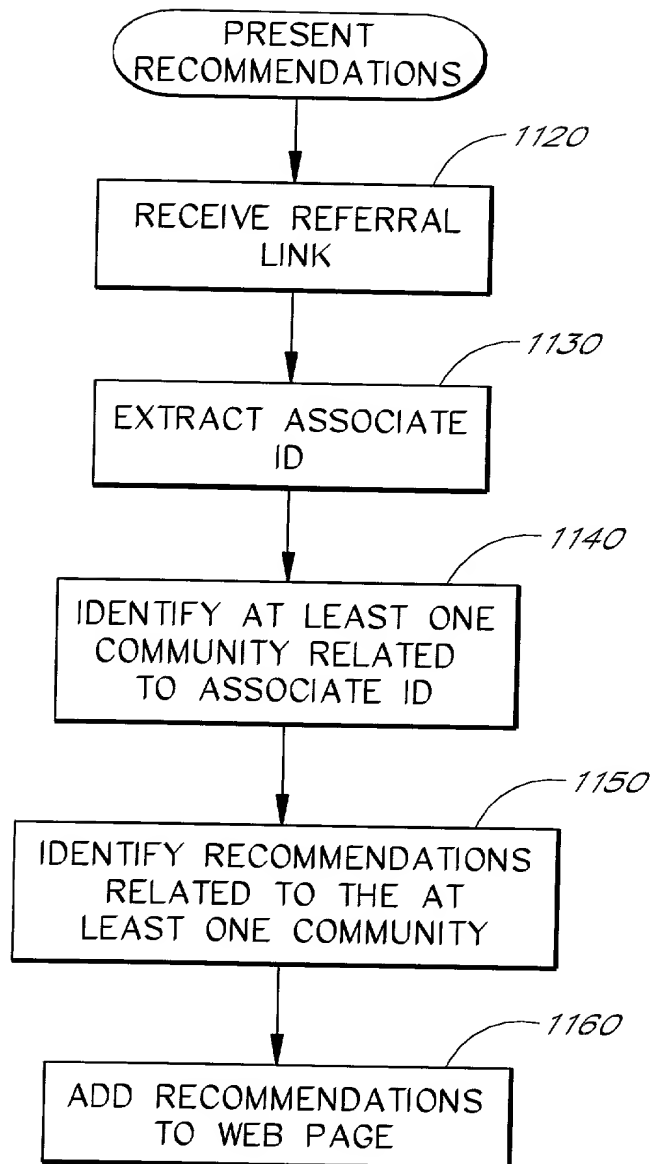 PRESENT
RECOMMENDATIONS
1120
RECEIVE REFERRAL
LINK
1130
EXTRACT ASSOCIATE
ID
1140
IDENTIFY AT LEAST ONE
COMMUNITY RELATED
TO ASSOCIATE ID
1150
IDENTIFY RECOMMENDATIONS
RELATED TO THE AT
LEAST ONE COMMUNITY
1160
ADD RECOMMENDATIONS
TO WEB PAGE